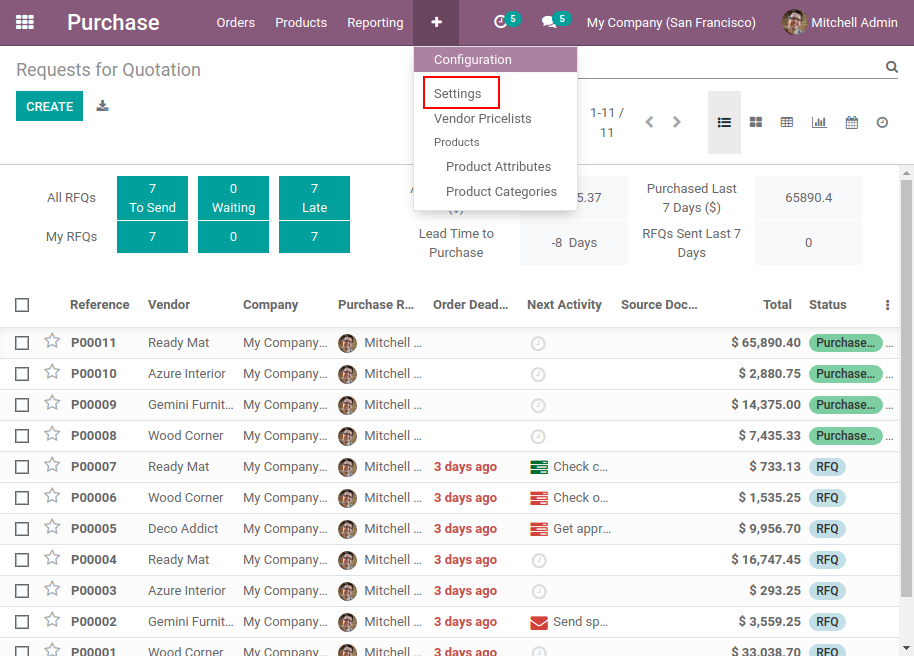 Purchase Orders Products Reporting + 5 5 My Company (San Francisco) Mitchell Admin
Configuration
Settings
Vendor Pricelists
Products
Product Attributes
Product Categories
Requests for Quotation
CREATE
1-11 /
11
All RFQs
7
To Send
0
Waiting
7
Late
My RFQs 7 0 7
($)
5.37
Purchased Last
7 Days ($)
65890.4
Lead Time to
Purchase
-8 Days
RFQs Sent Last 7
Days
0
Reference Vendor Company Purchase R... Order Dead... Next Activity Source Doc... Total Status
P00011 Ready Mat My Company... Mitchell ... $ 65,890.40 Purchase... ...
P00010 Azure Interior My Company... Mitchell ... $ 2,880.75 Purchase... ...
P00009 Gemini Furnit... My Company... Mitchell ... $ 14,375.00 Purchase... ...
P00008 Wood Corner My Company... Mitchell ... $ 7,435.33 Purchase... ...
P00007 Ready Mat My Company... Mitchell ... 3 days ago Check c... $ 733.13 RFQ
P00006 Wood Corner My Company... Mitchell ... 3 days ago Check o... $ 1,535.25 RFQ
P00005 Deco Addict My Company... Mitchell ... 3 days ago Get appr... $ 9,956.70 RFQ
P00004 Ready Mat My Company... Mitchell ... 3 days ago $ 16,747.45 RFQ
P00003 Azure Interior My Company... Mitchell ... 3 days ago $ 293.25 RFQ
P00002 Gemini Furnit... My Company... Mitchell ... 3 days ago Send sp... $ 3,559.25 RFQ
P00001 Wood Corner My Company... Mitchell ... 3 days ago $ 33,038.70 RFQ